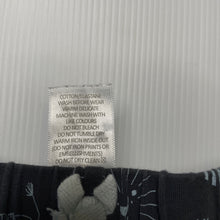 COTTON/ELASTANE
WASH BEFORE WEAR
WARM DELICATE
MACHINE WASH WITH
LIKE COLOURS
DO NOT BLEACH
DO NOT TUMBLE DRY
WARM IRON INSIDE OUT
(DO NOT IRON PRINTS OR
EMBELLISHMENTS)
DO NOT DRY CLEAN